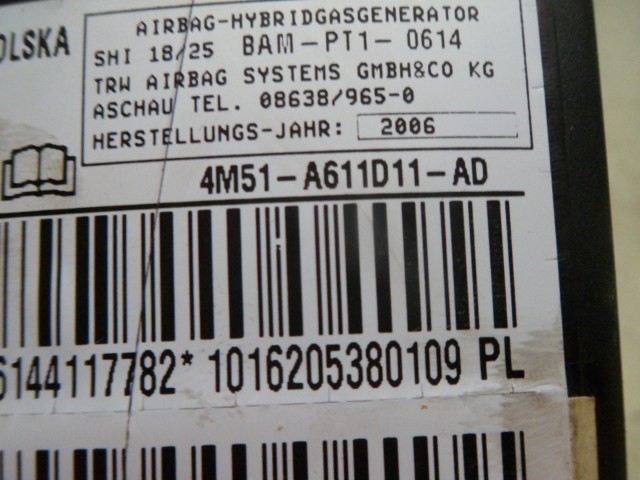 OLSKA
AIRBAG-HYBRIDGASGENERATOR
SHI 18/25 BAM-PT1-0614
TRW AIRBAG SYSTEMS GMBH&CO KG
ASCHAU TEL. 08638/965-0
HERSTELLUNGS-JAHR: 2006
4M51-A611D11-AD
6144117782*1016205380109 PL